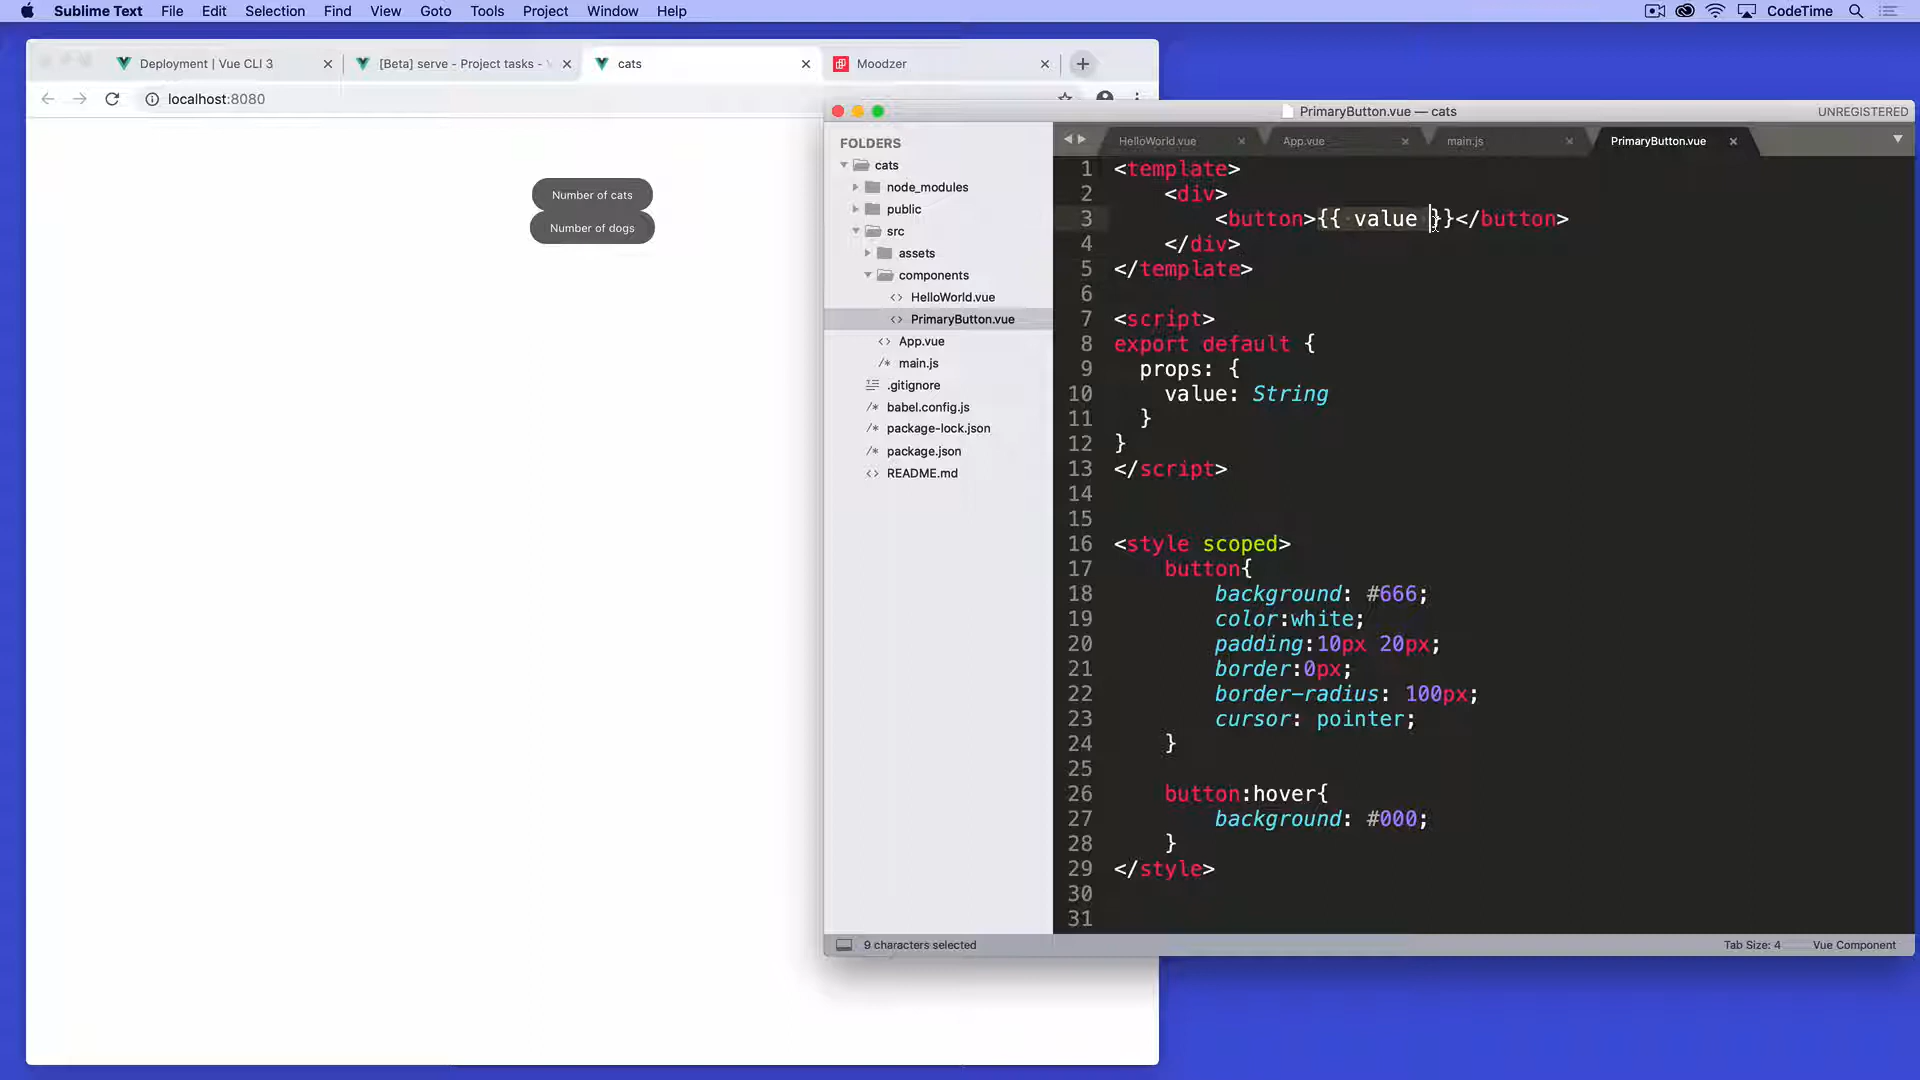 Sublime Text File Edit Selection Find View Goto Tools Project Window Help CodeTime
Deployment | Vue CLI 3
[Beta] serve - Project tasks -
cats
Moodzer
localhost:8080
Number of cats
Number of dogs
PrimaryButton.vue — cats
UNREGISTERED
FOLDERS
cats
node_modules
public
src
assets
components
HelloWorld.vue
PrimaryButton.vue
App.vue
main.js
.gitignore
babel.config.js
package-lock.json
package.json
README.md
HelloWorld.vue App.vue main.js PrimaryButton.vue
1 <template>
2 <div>
3 <button>{{ value }}</button>
4 </div>
5 </template>
6
7 <script>
8 export default {
9 props: {
10 value: String
11 }
12 }
13 </script>
14
15
16 <style scoped>
17 button{
18 background: #666;
19 color:white;
20 padding:10px 20px;
21 border:0px;
22 border-radius: 100px;
23 cursor: pointer;
24 }
25
26 button:hover{
27 background: #000;
28 }
29 </style>
30
31
9 characters selected
Tab Size: 4
Vue Component